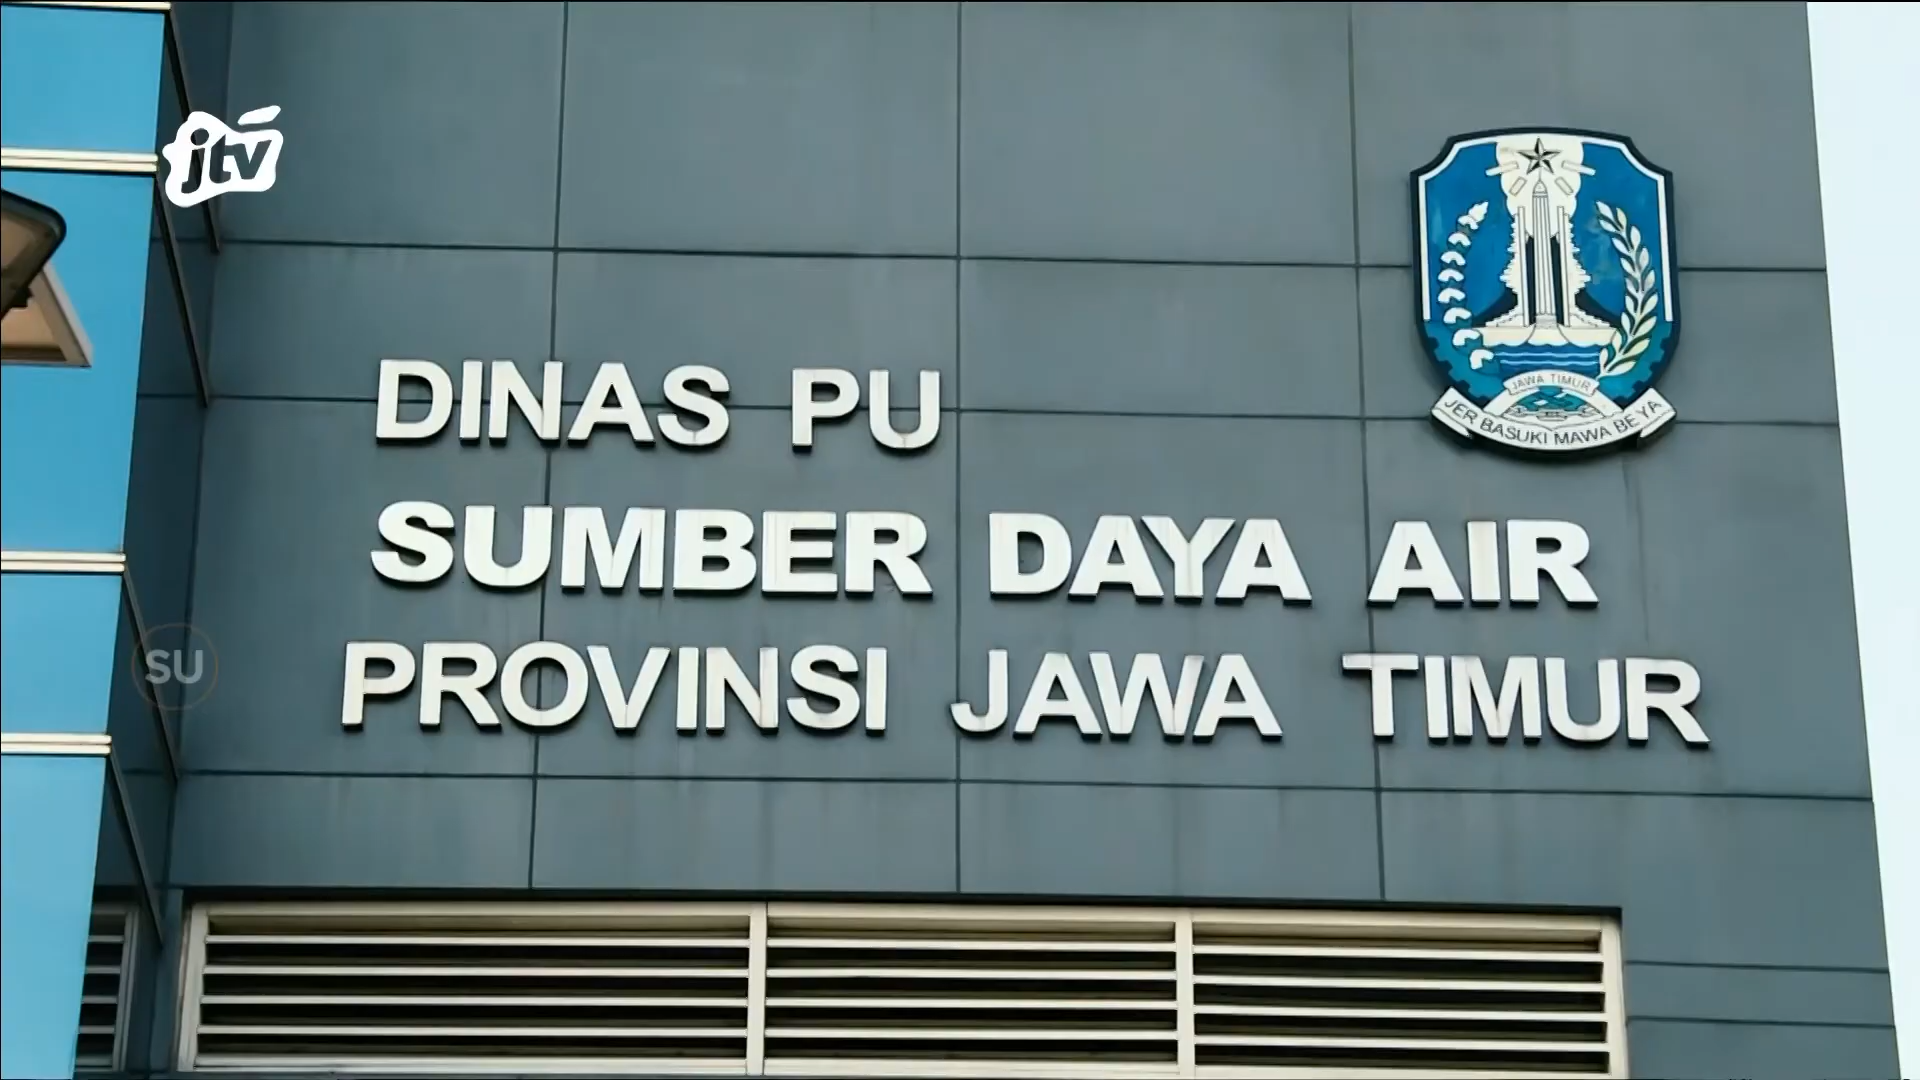 jtv
DINAS PU
SUMBER DAYA AIR
PROVINSI JAWA TIMUR
JAWA TIMUR
JER BASUKI MAWA BEYA
SU